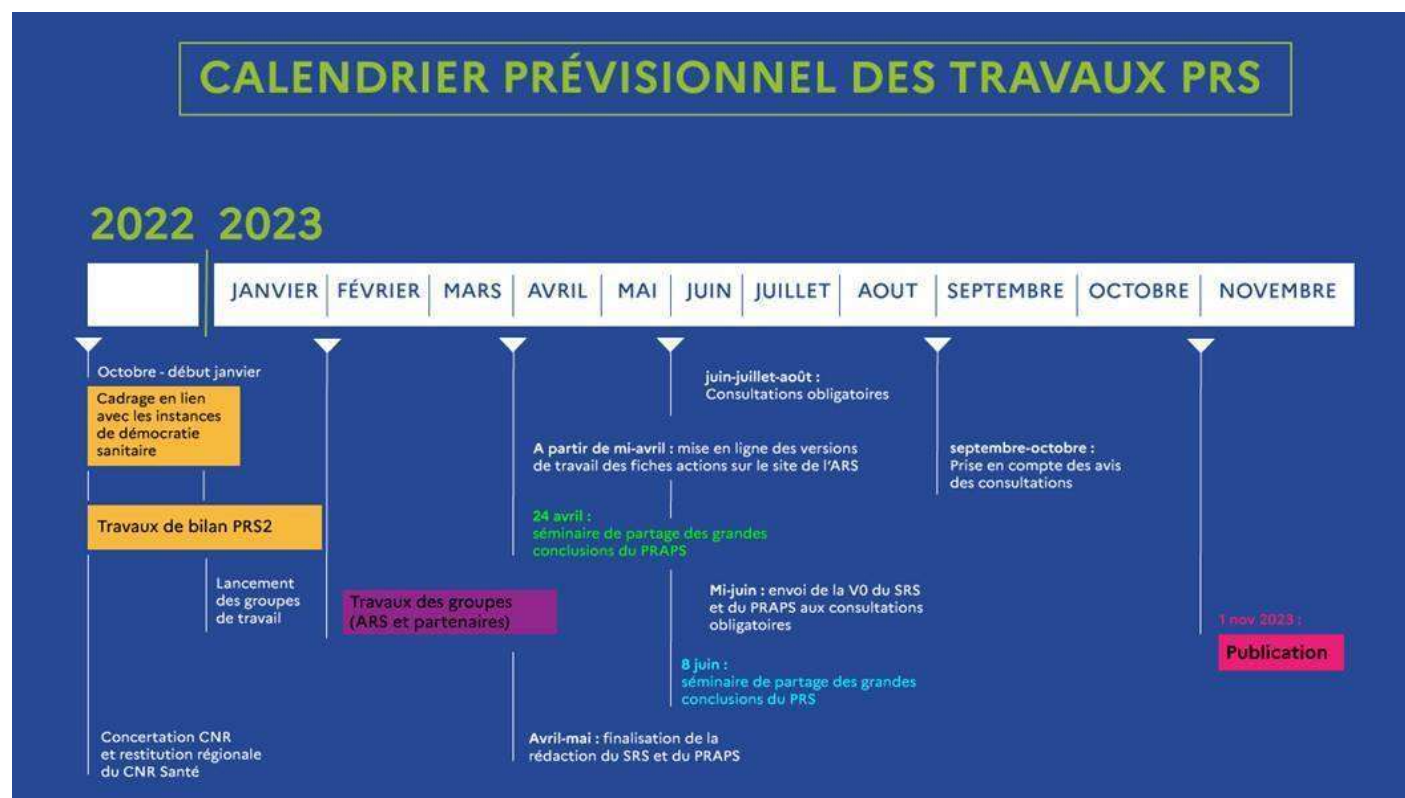 CALENDRIER PRÉVISIONNEL DES TRAVAUX PRS
2022 2023
JANVIER FÉVRIER MARS AVRIL MAI JUIN JUILLET AOUT SEPTEMBRE OCTOBRE NOVEMBRE
Octobre - début janvier
Cadrage en lien
avec les instances
de démocratie
sanitaire
Travaux de bilan PRS2
Lancement
des groupes
de travail
Concertation CNR
et restitution régionale
du CNR Santé
Travaux des groupes
(ARS et partenaires)
A partir de mi-avril : mise en ligne des versions
de travail des fiches actions sur le site de l'ARS
24 avril :
séminaire de partage des grandes
conclusions du PRAPS
Avril-mai : finalisation de la
rédaction du SRS et du PRAPS
juin-juillet-août :
Consultations obligatoires
Mi-juin : envoi de la V0 du SRS
et du PRAPS aux consultations
obligatoires
8 juin :
séminaire de partage des grandes
conclusions du PRS
septembre-octobre :
Prise en compte des avis
des consultations
1 nov 2023 :
Publication